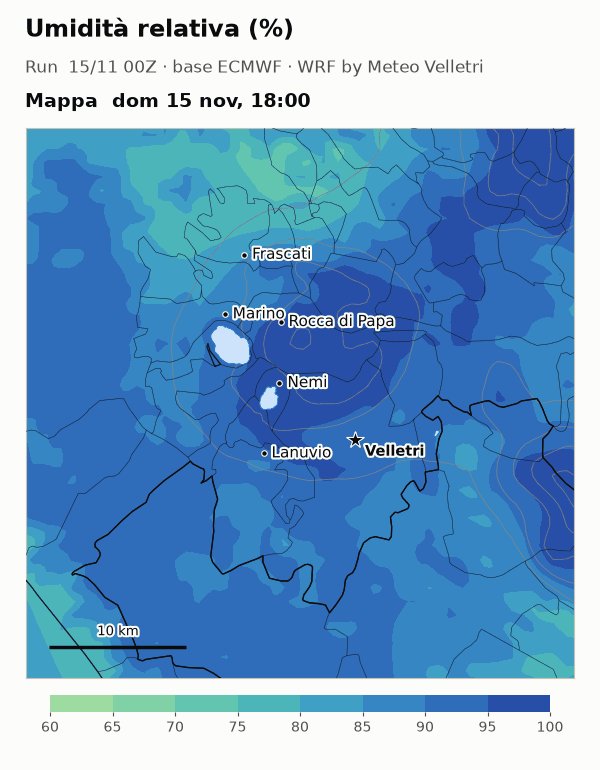 Umidità relativa (%)
Run  15/11 00Z · base ECMWF · WRF by Meteo Velletri
Mappa  dom 15 nov, 18:00
Frascati
Marino
Rocca di Papa
Nemi
Velletri
Lanuvio
10 km
60 65 70 75 80 85 90 95 100